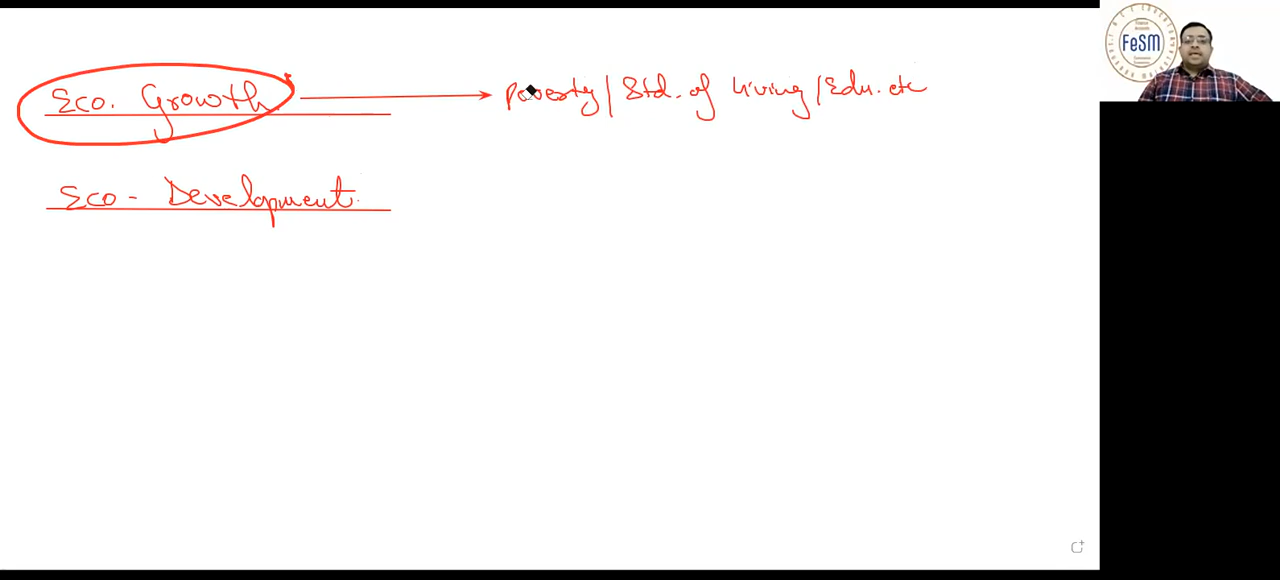 Eco. Growth → Poverty / Std. of living / Edu. etc
Eco - Development
FeSM